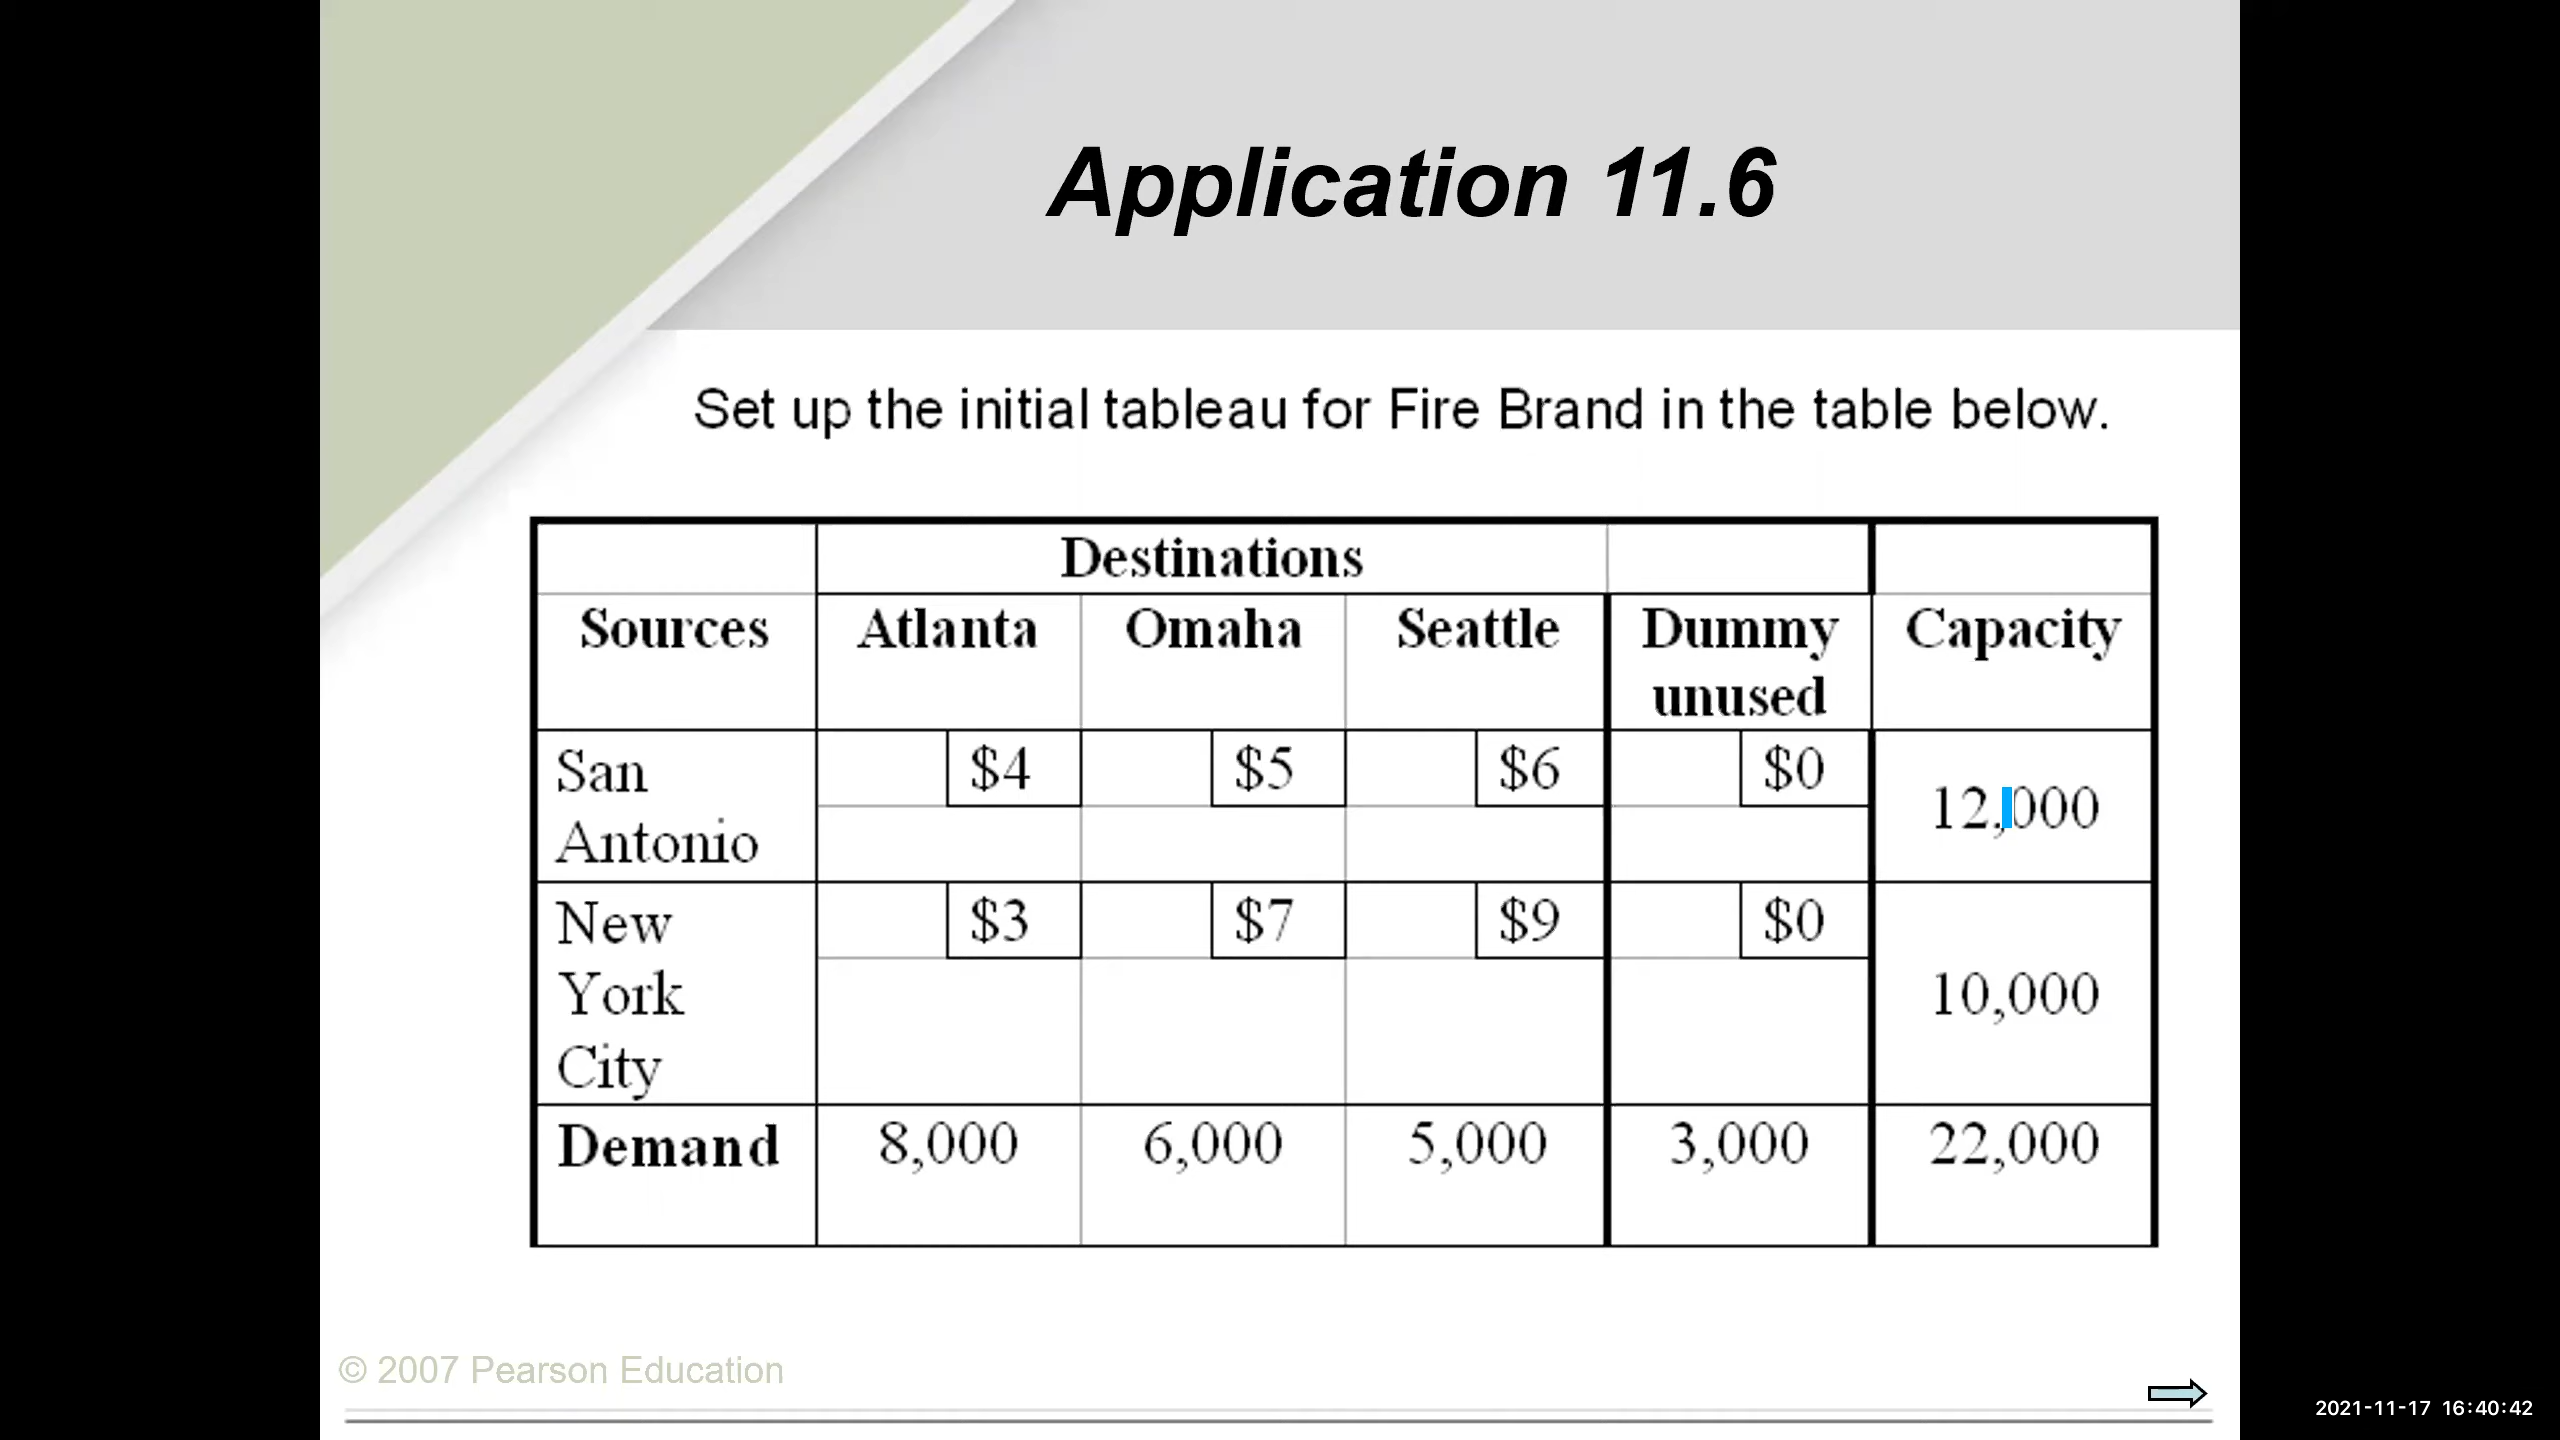 Application 11.6
Set up the initial tableau for Fire Brand in the table below.
Destinations
Sources Atlanta Omaha Seattle Dummy unused Capacity
San Antonio $4 $5 $6 $0 12,000
New York City $3 $7 $9 $0 10,000
Demand 8,000 6,000 5,000 3,000 22,000
© 2007 Pearson Education
2021-11-17 16:40:42